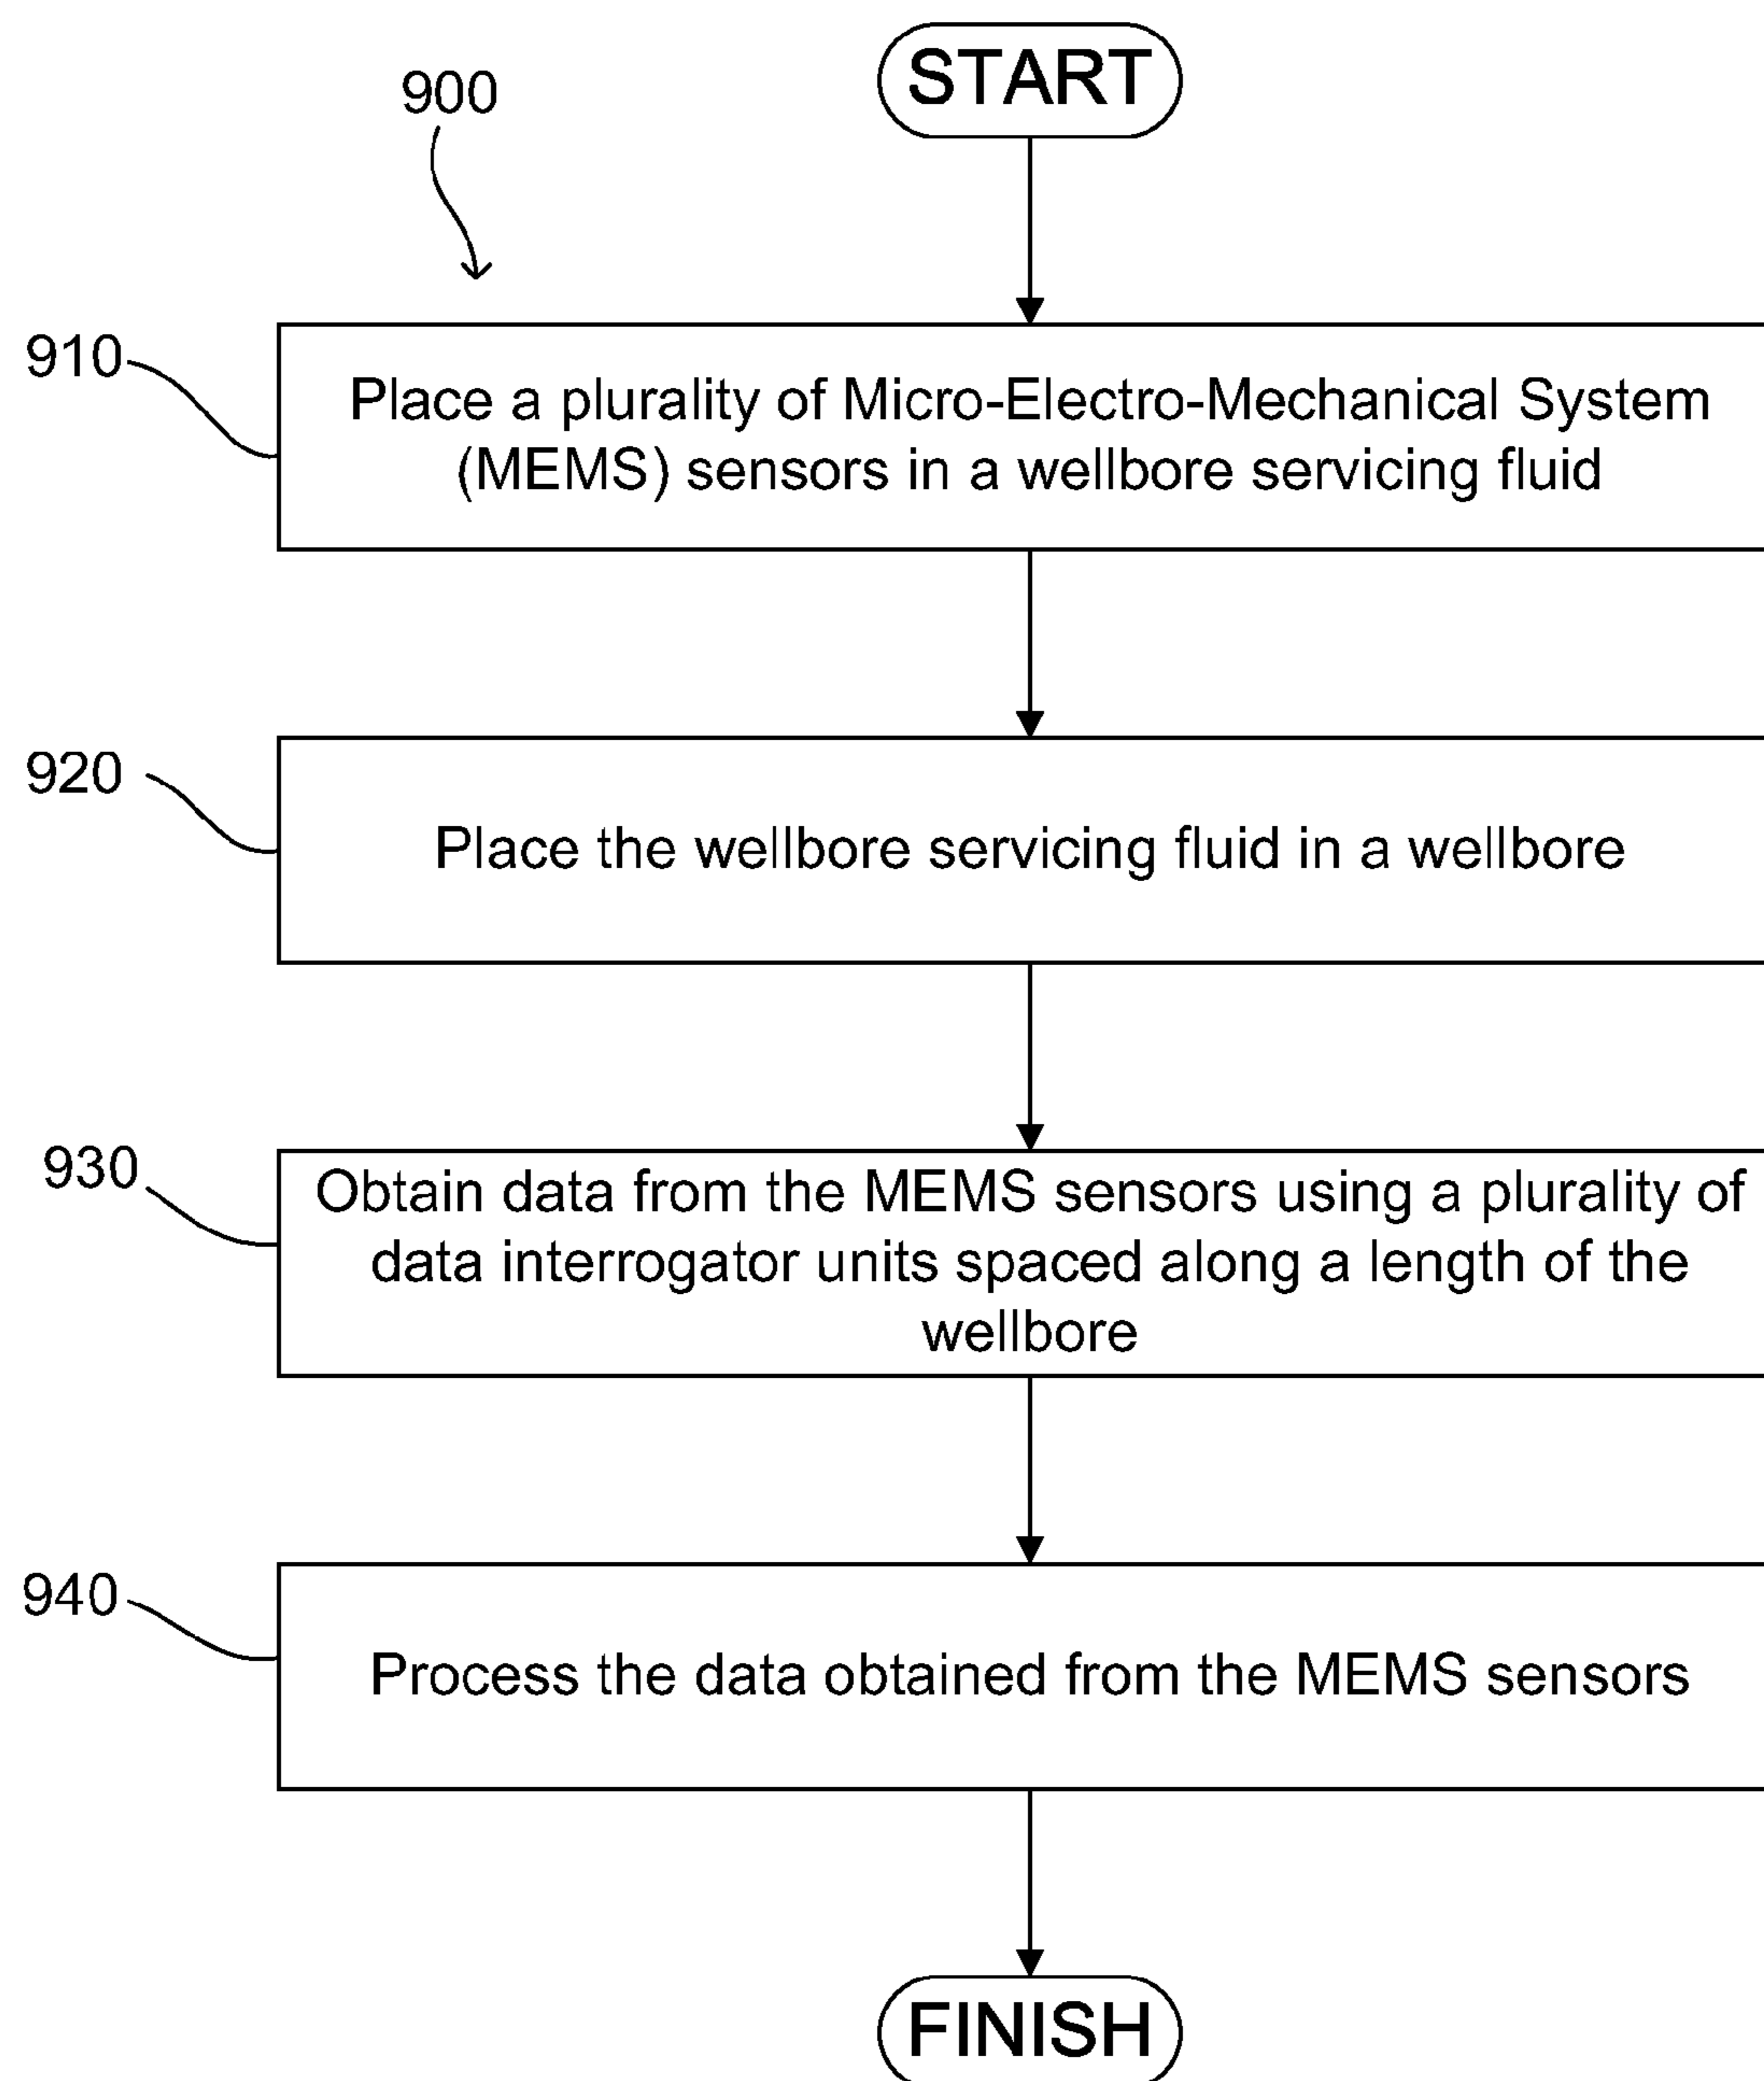 START
900
910
Place a plurality of Micro-Electro-Mechanical System
(MEMS) sensors in a wellbore servicing fluid
920
Place the wellbore servicing fluid in a wellbore
930
Obtain data from the MEMS sensors using a plurality of
data interrogator units spaced along a length of the
wellbore
940
Process the data obtained from the MEMS sensors
FINISH